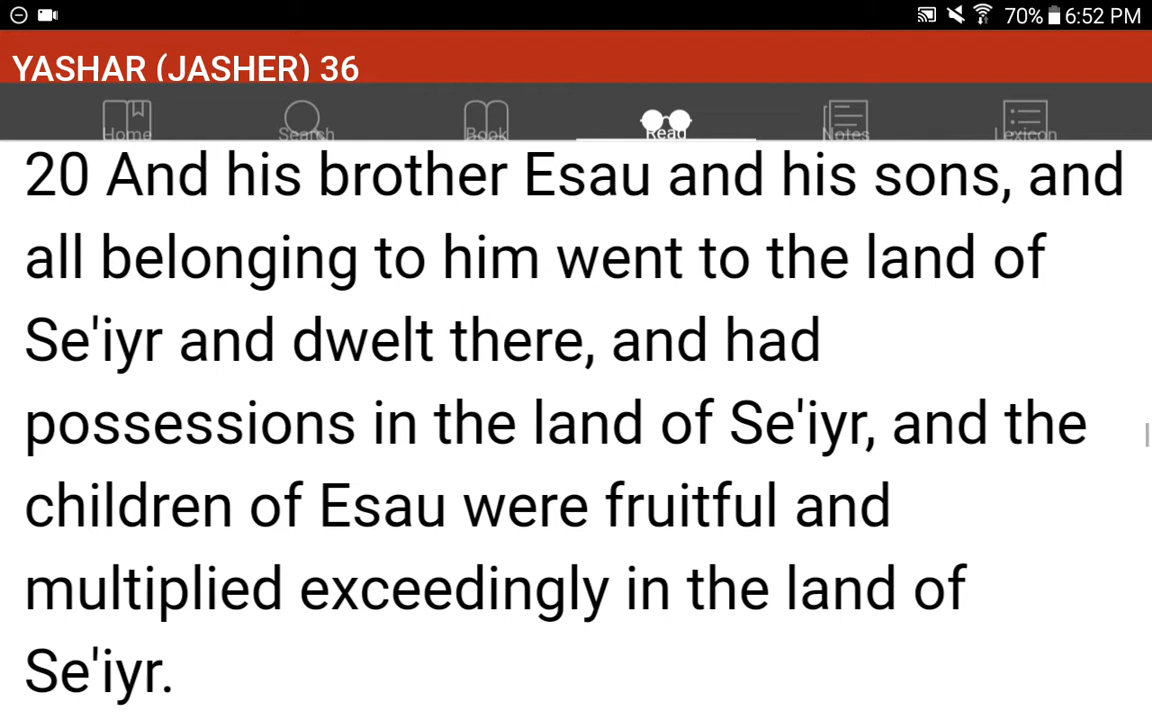 70% 6:52 PM
YASHAR (JASHER) 36
Home Search Book Read Notes Lexicon
20 And his brother Esau and his sons, and
all belonging to him went to the land of
Se'iyr and dwelt there, and had
possessions in the land of Se'iyr, and the
children of Esau were fruitful and
multiplied exceedingly in the land of
Se'iyr.